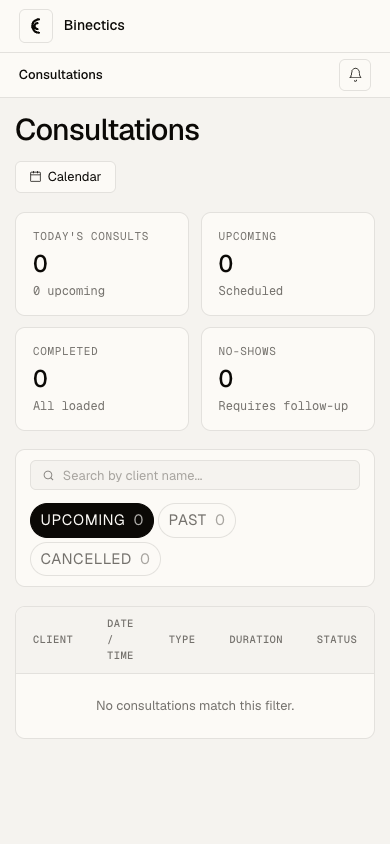 Binectics
Consultations
Consultations
Calendar
TODAY'S CONSULTS
0
0 upcoming
UPCOMING
0
Scheduled
COMPLETED
0
All loaded
NO-SHOWS
0
Requires follow-up
Search by client name…
UPCOMING 0
PAST 0
CANCELLED 0
CLIENT
DATE
/
TIME
TYPE
DURATION
STATUS
No consultations match this filter.